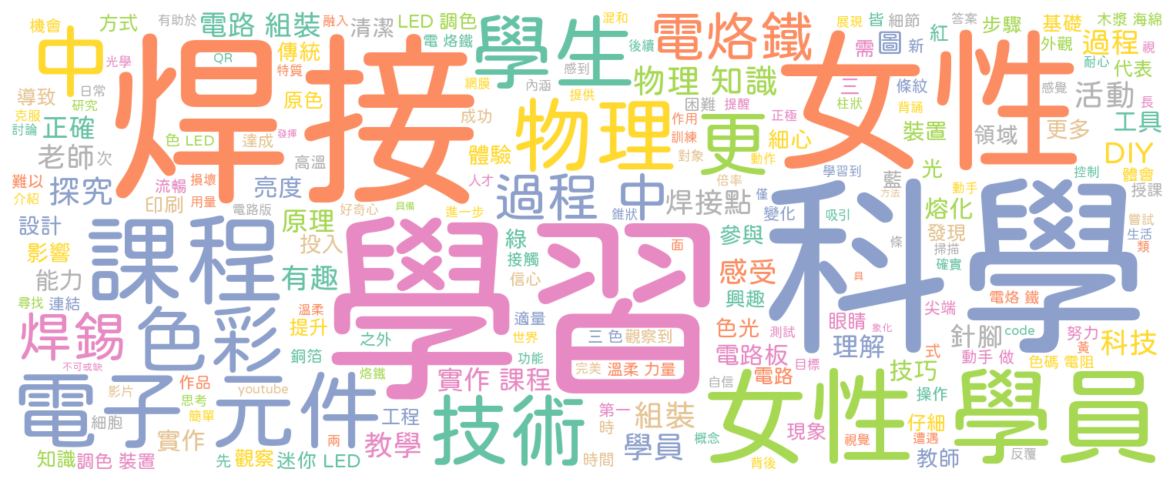 機會
方式
有助於
電路 組裝
融入
清潔
LED 調色
電 烙鐵
學生
混和
後續
感到
電烙鐵
展現
皆
細節
答案
需
圖
新
步驟
紅
基礎
外觀
木漿 海綿
過程
視
耐心
代表
中
光學
QR
傳統
特質
焊接
原色
網膜
內涵
提供
物理 知識
困難
提醒
三
柱狀
條紋
背誦
女性
感覺
活動
長
導致
日常
研究
克服
討論
正確
色 LED
發揮
達成
成功
體驗
物理
作用
訓練
對象
更
正極
細心
動作
裝置
領域
更多
工具
DIY
老師
次
高溫
難以
介紹
探究
流暢
損壞
印刷
用量
亮度
電路版
好奇心
人才
具備
進一步
過程 中
錐狀
焊接點
倍率
學習到
僅
藍
方法
光
動手
控制
體會
授課
設計
課程
原理
投入
學習
綠
接觸
信心
面
參與
變化
吸引
科學
條
熔化
發現
掃描
確實
嘗試
生活
類
影響
能力
有趣
感受
興趣
具
尖端
電烙 鐵
尋找
連結
溫柔
提升
之外
適量
世界
三 色
觀察到
色光
測試
象化
眼睛
針腳
code
努力
黃
科技
焊錫
色彩
銅箔
功能
電路板
目標
理解
式
動手 做
色碼 電阻
不可或缺
影片
作品
思考
youtube
烙鐵
實作 課程
完美
溫柔 力量
自信
電路
技巧
操作
電子 元件
簡單
細胞
實作
兩
工程
教學
技術
第一
時
組裝
女性 學員
概念
現象
視覺
仔細
遭遇
知識
調色 裝置
先
觀察
迷你 LED
時間
學員
背後
教師
反覆